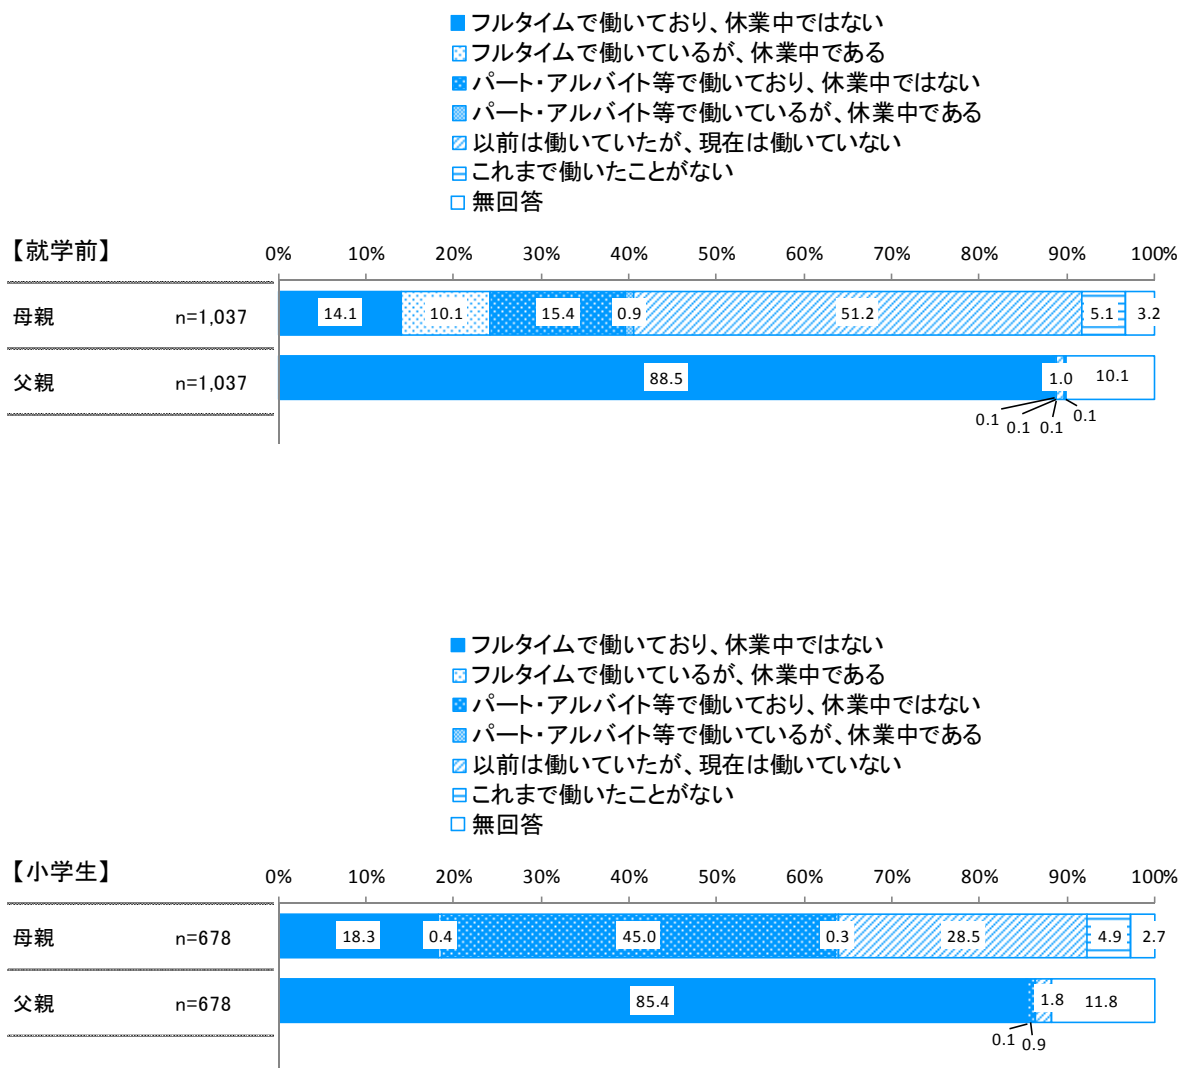 フルタイムで働いており、休業中ではない
フルタイムで働いているが、休業中である
パート・アルバイト等で働いており、休業中ではない
パート・アルバイト等で働いているが、休業中である
以前は働いていたが、現在は働いていない
これまで働いたことがない
無回答
【就学前】 0% 10% 20% 30% 40% 50% 60% 70% 80% 90% 100%
母親 n=1,037 14.1 10.1 15.4 0.9 51.2 5.1 3.2
父親 n=1,037 88.5 1.0 10.1
0.1 0.1 0.1 0.1
フルタイムで働いており、休業中ではない
フルタイムで働いているが、休業中である
パート・アルバイト等で働いており、休業中ではない
パート・アルバイト等で働いているが、休業中である
以前は働いていたが、現在は働いていない
これまで働いたことがない
無回答
【小学生】 0% 10% 20% 30% 40% 50% 60% 70% 80% 90% 100%
母親 n=678 18.3 0.4 45.0 0.3 28.5 4.9 2.7
父親 n=678 85.4 1.8 11.8
0.1 0.9